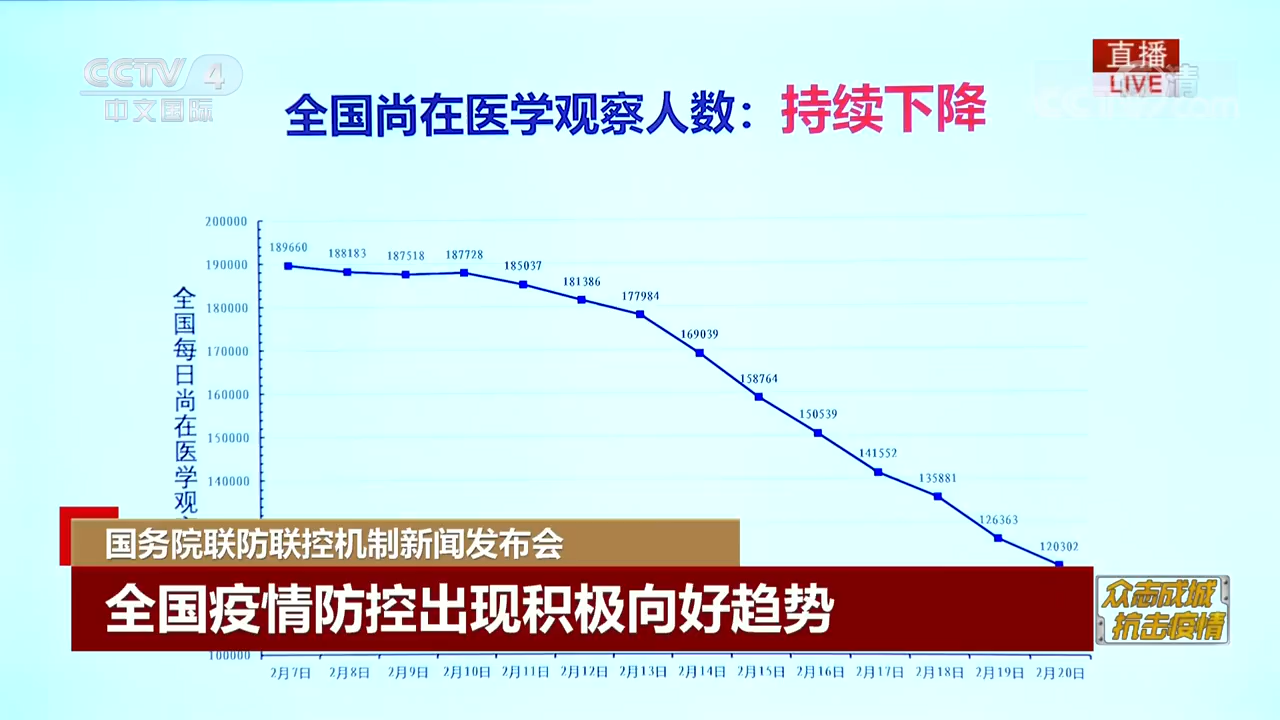 CCTV 4
中文国际
直播
LIVE
全国尚在医学观察人数：持续下降
200000
190000
180000
170000
160000
150000
140000
100000
全国每日尚在医学观
189660
188183
187518
187728
185037
181386
177984
169039
158764
150539
141552
135881
126363
120302
国务院联防联控机制新闻发布会
全国疫情防控出现积极向好趋势
众志成城
抗击疫情
2月7日 2月8日 2月9日 2月10日 2月11日 2月12日 2月13日 2月14日 2月15日 2月16日 2月17日 2月18日 2月19日 2月20日